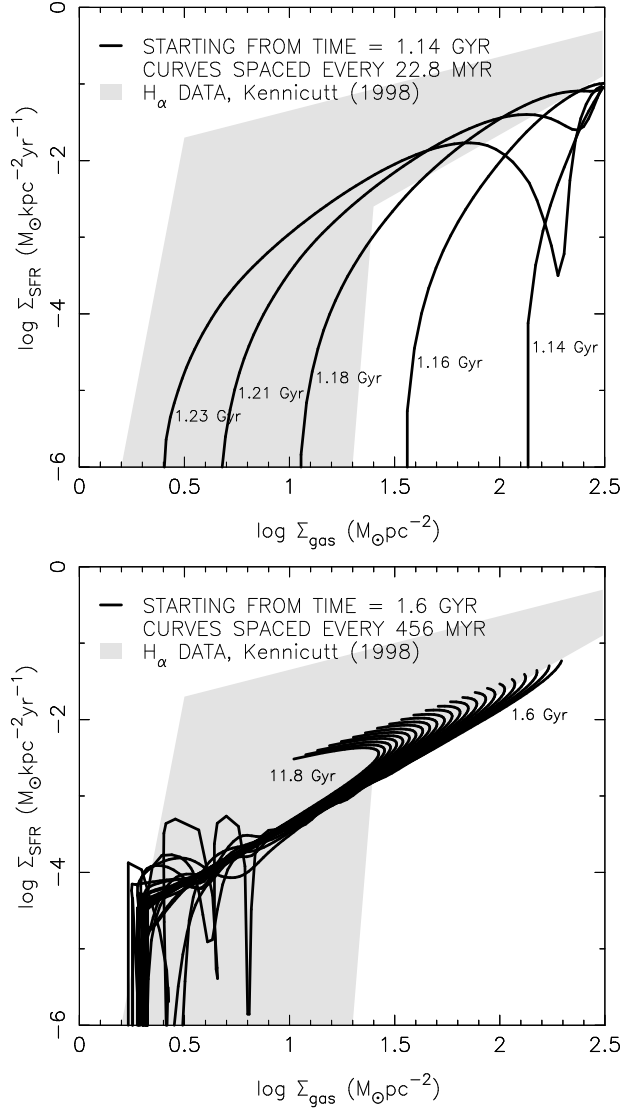 0
STARTING FROM TIME = 1.14 GYR
CURVES SPACED EVERY 22.8 MYR
Hα DATA, Kennicutt (1998)
-2
log ΣSFR (M⊙kpc−2yr−1)
-4
1.14 Gyr
1.16 Gyr
1.18 Gyr
1.21 Gyr
1.23 Gyr
-6
0 0.5 1 1.5 2 2.5
log Σgas (M⊙pc−2)
0
STARTING FROM TIME = 1.6 GYR
CURVES SPACED EVERY 456 MYR
Hα DATA, Kennicutt (1998)
-2
1.6 Gyr
11.8 Gyr
log ΣSFR (M⊙kpc−2yr−1)
-4
-6
0 0.5 1 1.5 2 2.5
log Σgas (M⊙pc−2)